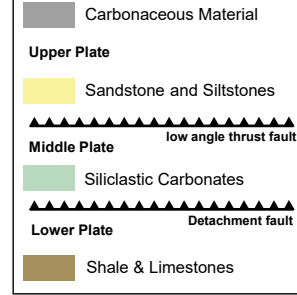 Carbonaceous Material
Upper Plate
Sandstone and Siltstones
low angle thrust fault
Middle Plate
Siliclastic Carbonates
Detachment fault
Lower Plate
Shale & Limestones